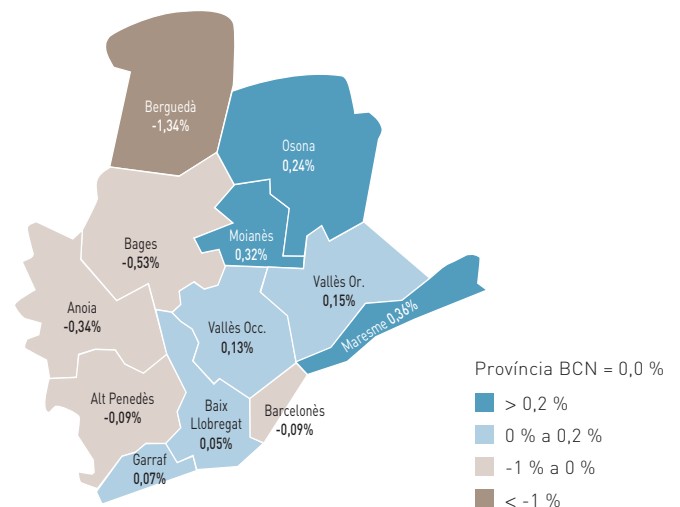 Berguedà
-1,34%
Osona
0,24%
Moianès
0,32%
Bages
-0,53%
Vallès Or.
0,15%
Maresme 0,36%
Anoia
-0,34%
Vallès Occ.
0,13%
Alt Penedès
-0,09%
Baix
Llobregat
0,05%
Barcelonès
-0,09%
Garraf
0,07%
Província BCN = 0,0 %
> 0,2 %
0 % a 0,2 %
-1 % a 0 %
< -1 %